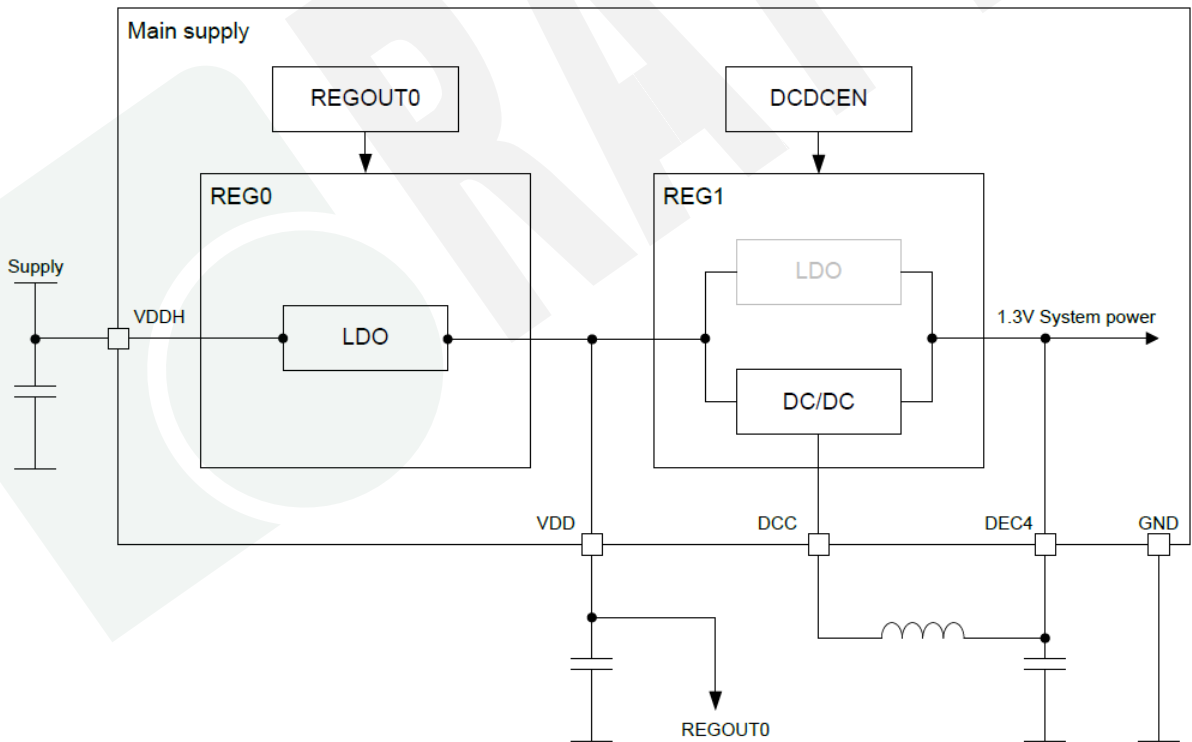 Main supply
REGOUT0
DCDCEN
REG0
REG1
LDO
Supply
VDDH
LDO
1.3V System power
DC/DC
VDD
DCC
DEC4
GND
REGOUT0